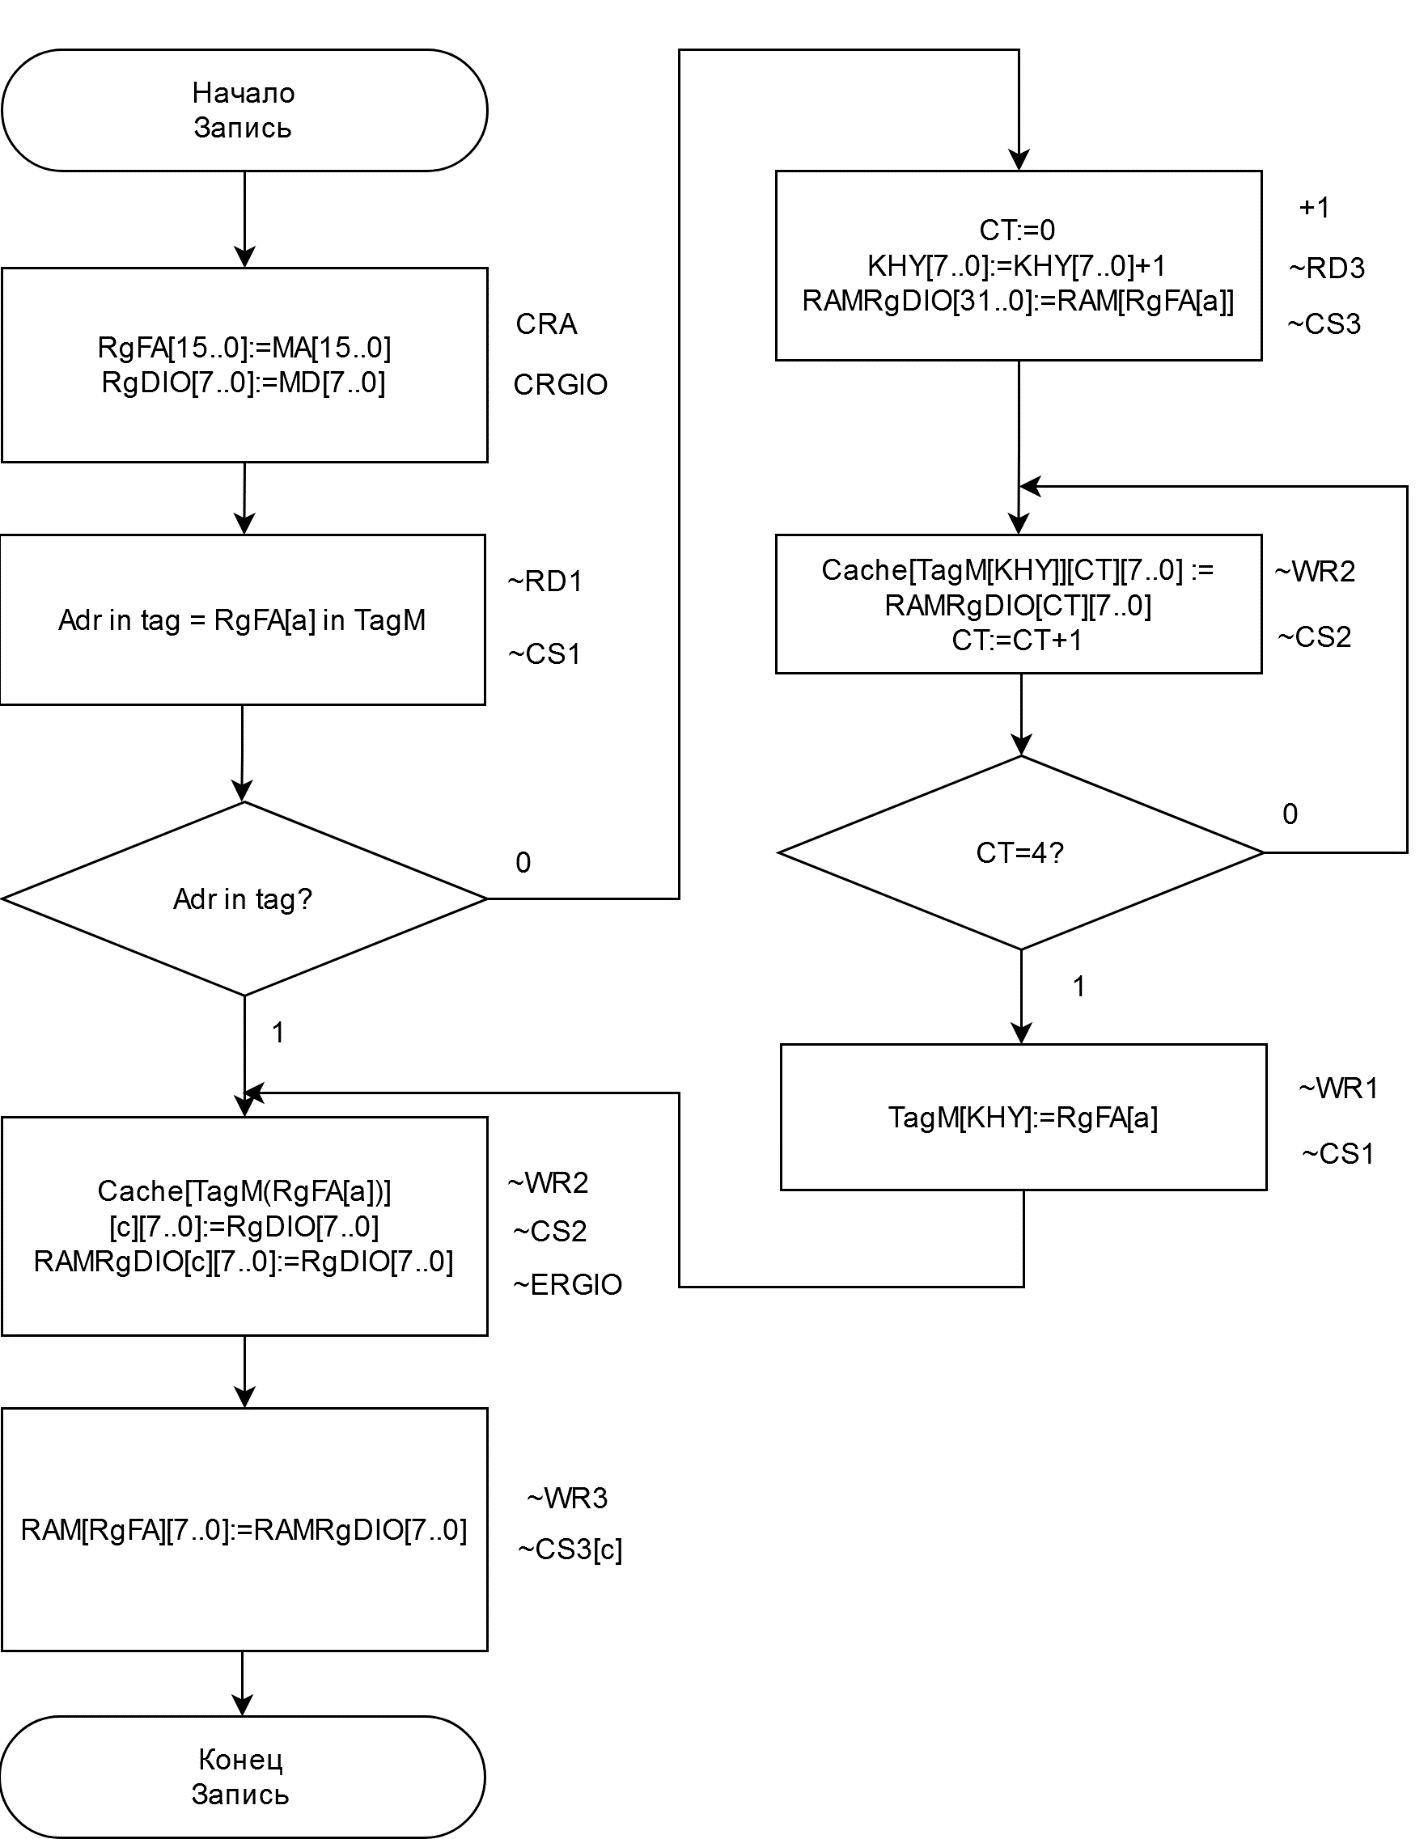 Начало
Запись
RgFA[15..0]:=MA[15..0]
RgDIO[7..0]:=MD[7..0]
CRA
CRGIO
Adr in tag = RgFA[a] in TagM
~RD1
~CS1
Adr in tag?
0
1
Cache[TagM(RgFA[a])]
[c][7..0]:=RgDIO[7..0]
RAMRgDIO[c][7..0]:=RgDIO[7..0]
~WR2
~CS2
~ERGIO
RAM[RgFA][7..0]:=RAMRgDIO[7..0]
~WR3
~CS3[c]
Конец
Запись
CT:=0
KHY[7..0]:=KHY[7..0]+1
RAMRgDIO[31..0]:=RAM[RgFA[a]]
+1
~RD3
~CS3
Cache[TagM[KHY]][CT][7..0] :=
RAMRgDIO[CT][7..0]
CT:=CT+1
~WR2
~CS2
CT=4?
0
1
TagM[KHY]:=RgFA[a]
~WR1
~CS1